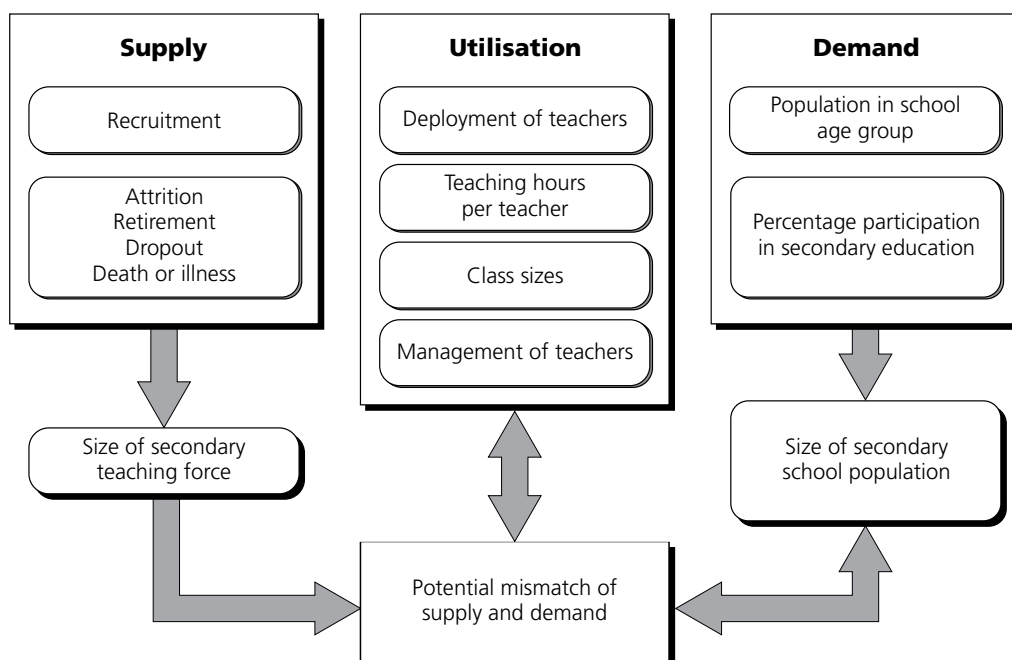 Supply
Recruitment
Attrition
Retirement
Dropout
Death or illness
Size of secondary
teaching force
Utilisation
Deployment of teachers
Teaching hours
per teacher
Class sizes
Management of teachers
Potential mismatch of
supply and demand
Demand
Population in school
age group
Percentage participation
in secondary education
Size of secondary
school population